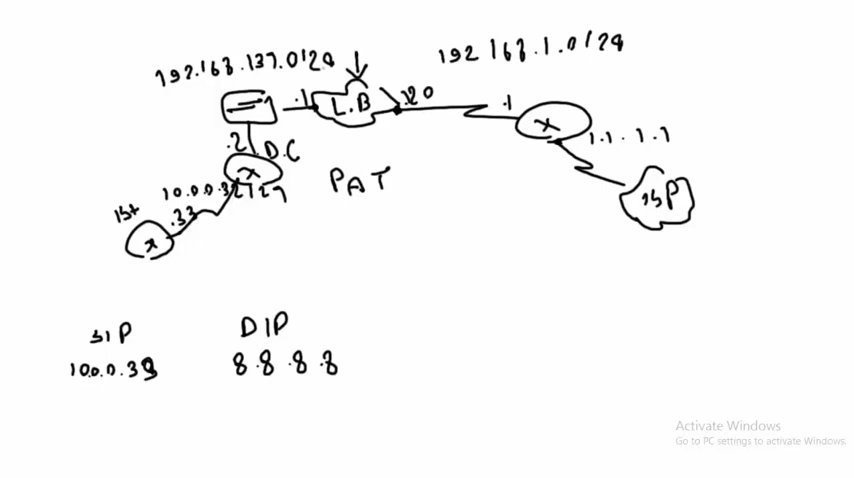 192.168.137.0/24
192 168.1.0/24
.1
L.B
.20
.1
x
1.1.1.1
.2
D.C
x
PAT
10.0.0.32/29
Ist
.33
x
ISP
SIP
DIP
10.0.0.33
8.8.8.8
Activate Windows
Go to PC settings to activate Windows.